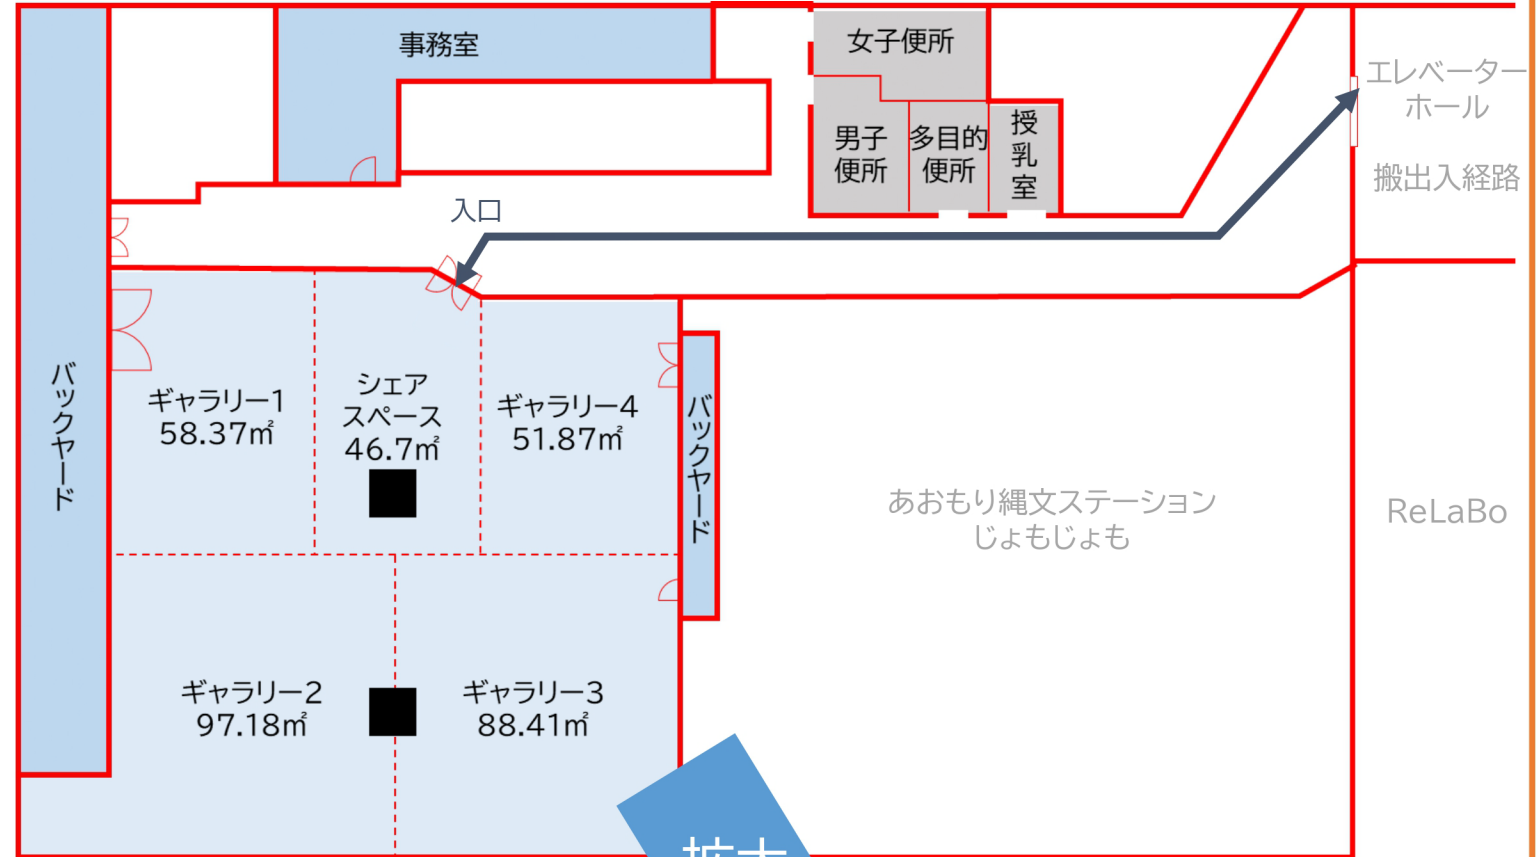 事務室
女子便所
男子
便所
多目的
便所
授
乳
室
エレベーター
ホール
搬出入経路
入口
バックヤード
ギャラリー1
58.37㎡
シェア
スペース
46.7㎡
ギャラリー4
51.87㎡
バックヤード
あおもり縄文ステーション
じょもじょも
ReLaBo
ギャラリー2
97.18㎡
ギャラリー3
88.41㎡